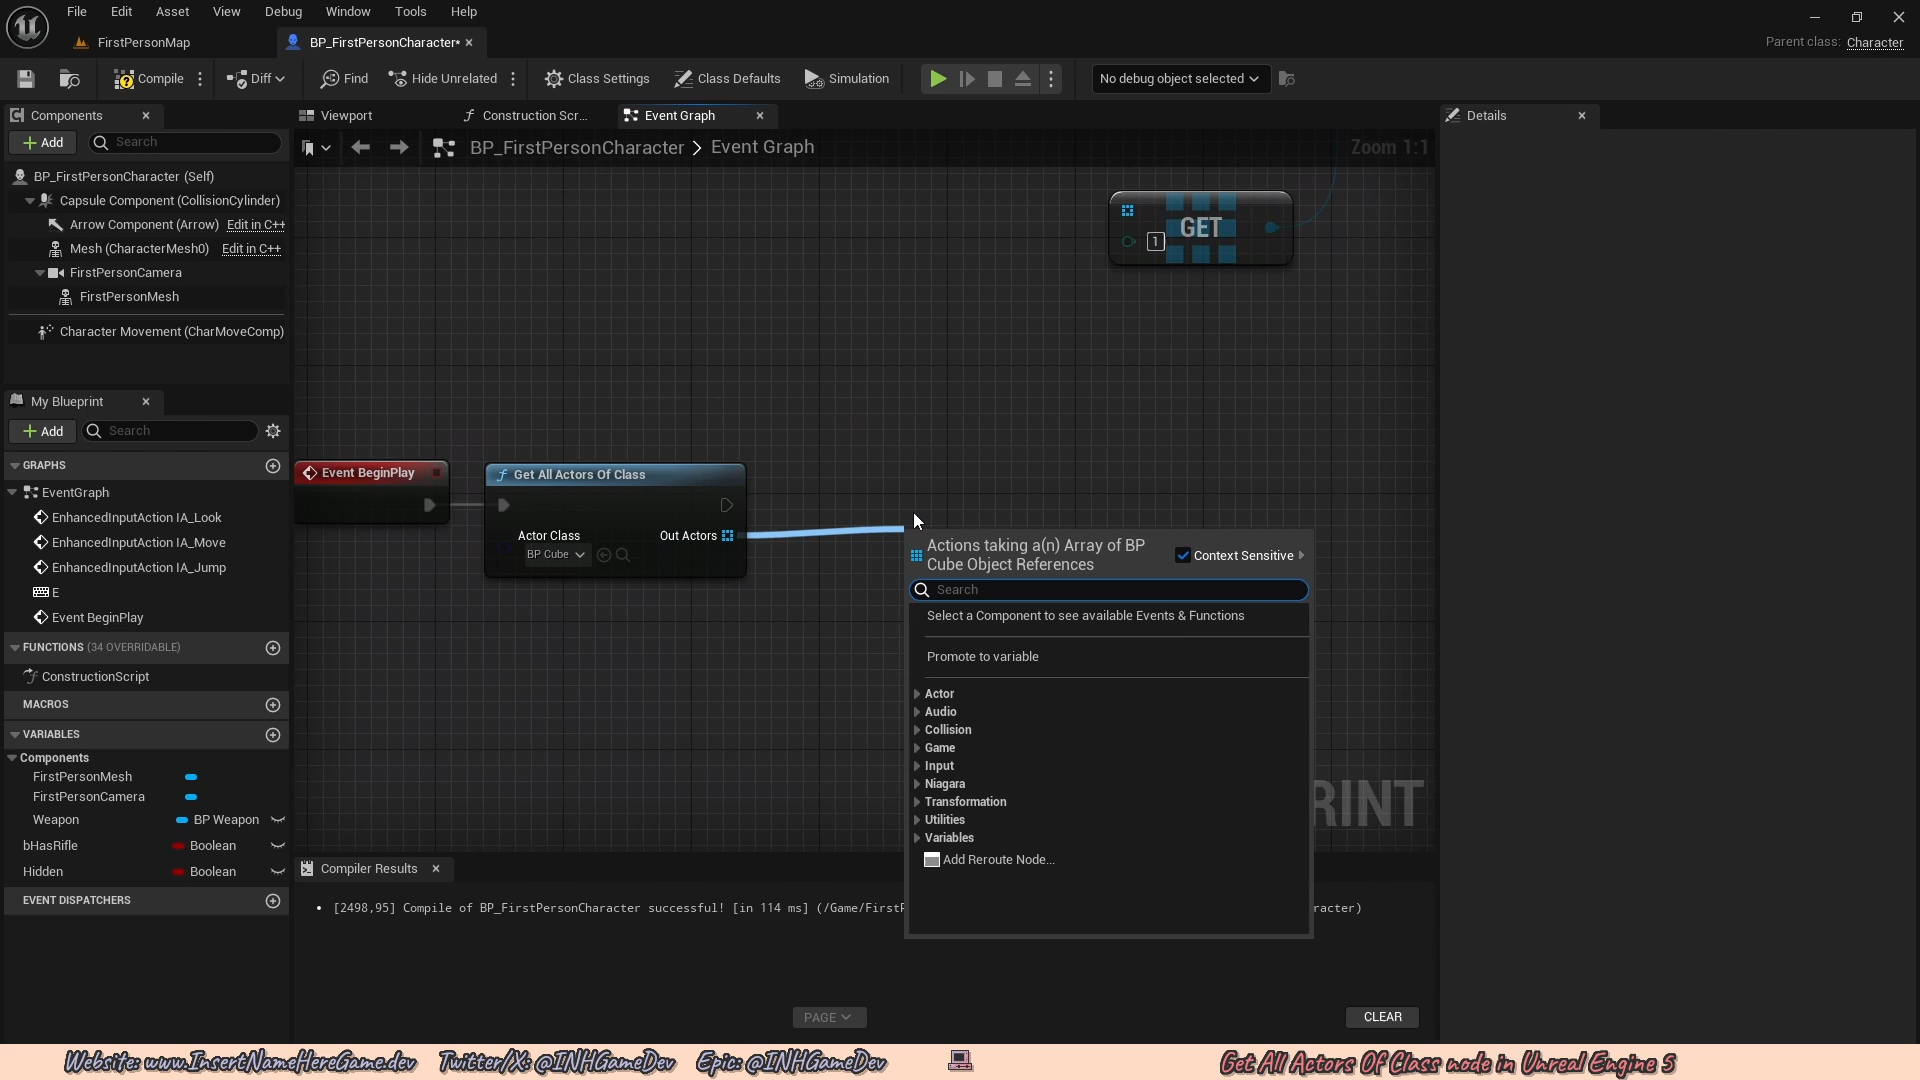 File Edit Asset View Debug Window Tools Help
FirstPersonMap
BP_FirstPersonCharacter*
Parent class: Character
Compile
Diff
Find
Hide Unrelated
Class Settings
Class Defaults
Simulation
No debug object selected
Components
Add
Search
BP_FirstPersonCharacter (Self)
Capsule Component (CollisionCylinder)
Arrow Component (Arrow) Edit in C++
Mesh (CharacterMesh0) Edit in C++
FirstPersonCamera
FirstPersonMesh
Character Movement (CharMoveComp)
My Blueprint
Add
Search
GRAPHS
EventGraph
EnhancedInputAction IA_Look
EnhancedInputAction IA_Move
EnhancedInputAction IA_Jump
E
Event BeginPlay
FUNCTIONS (34 OVERRIDABLE)
ConstructionScript
MACROS
VARIABLES
Components
FirstPersonMesh
FirstPersonCamera
Weapon BP Weapon
bHasRifle Boolean
Hidden Boolean
EVENT DISPATCHERS
Viewport
Construction Scr...
Event Graph
BP_FirstPersonCharacter > Event Graph
Zoom 1:1
GET
1
Event BeginPlay
Get All Actors Of Class
Actor Class
BP Cube
Out Actors
Actions taking a(n) Array of BP
Cube Object References
Context Sensitive
Search
Select a Component to see available Events & Functions
Promote to variable
Actor
Audio
Collision
Game
Input
Niagara
Transformation
Utilities
Variables
Add Reroute Node...
RINT
Compiler Results
[2498,95] Compile of BP_FirstPersonCharacter successful! [in 114 ms] (/Game/FirstP racter)
PAGE
CLEAR
Details
Website: www.InsertNameHereGame.dev Twitter/X: @INHGameDev Epic: @INHGameDev
Get All Actors Of Class node in Unreal Engine 5